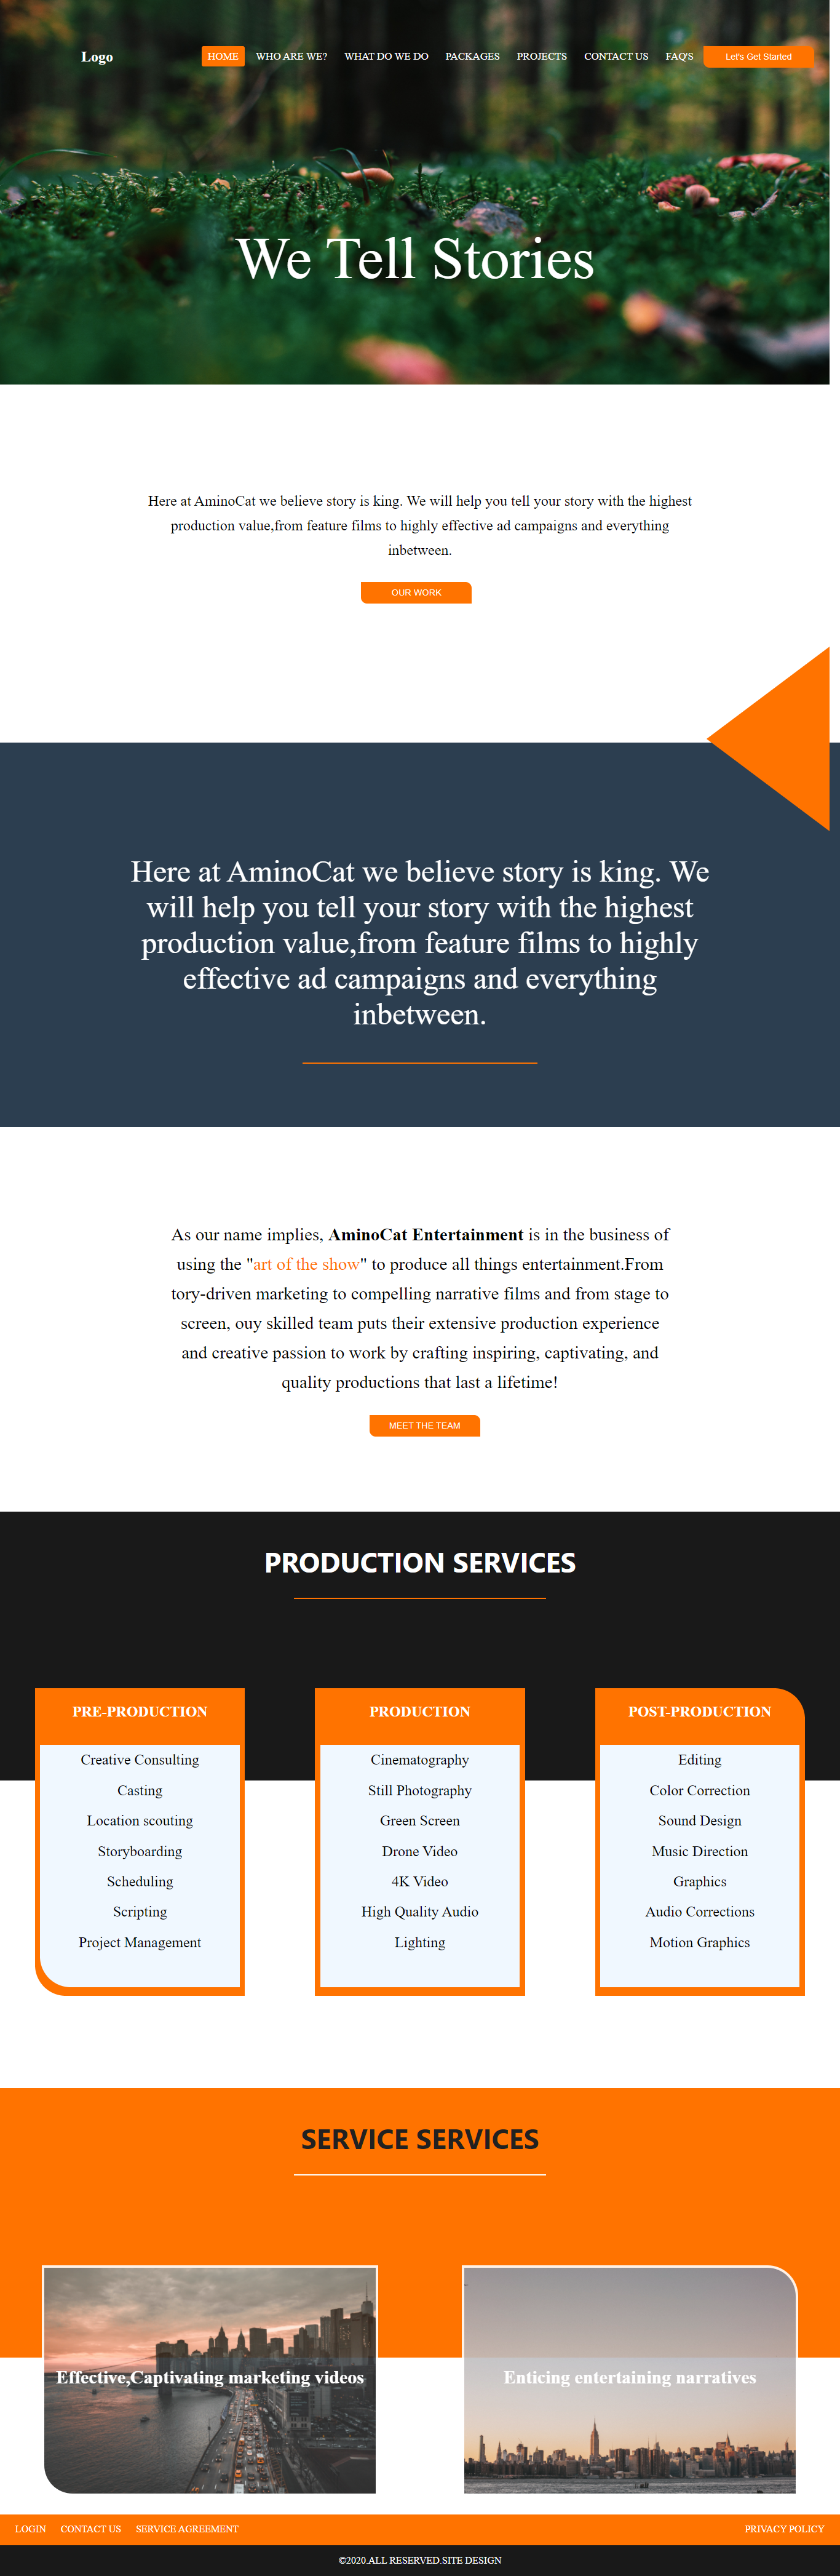 Logo
HOME WHO ARE WE? WHAT DO WE DO PACKAGES PROJECTS CONTACT US FAQ'S Let's Get Started
We Tell Stories
Here at AminoCat we believe story is king. We will help you tell your story with the highest
production value,from feature films to highly effective ad campaigns and everything
inbetween.
OUR WORK
Here at AminoCat we believe story is king. We
will help you tell your story with the highest
production value,from feature films to highly
effective ad campaigns and everything
inbetween.
As our name implies, AminoCat Entertainment is in the business of
using the "art of the show" to produce all things entertainment.From
tory-driven marketing to compelling narrative films and from stage to
screen, ouy skilled team puts their extensive production experience
and creative passion to work by crafting inspiring, captivating, and
quality productions that last a lifetime!
MEET THE TEAM
PRODUCTION SERVICES
PRE-PRODUCTION
Creative Consulting
Casting
Location scouting
Storyboarding
Scheduling
Scripting
Project Management
PRODUCTION
Cinematography
Still Photography
Green Screen
Drone Video
4K Video
High Quality Audio
Lighting
POST-PRODUCTION
Editing
Color Correction
Sound Design
Music Direction
Graphics
Audio Corrections
Motion Graphics
SERVICE SERVICES
Effective,Captivating marketing videos
Enticing entertaining narratives
LOGIN CONTACT US SERVICE AGREEMENT PRIVACY POLICY
©2020.ALL RESERVED.SITE DESIGN